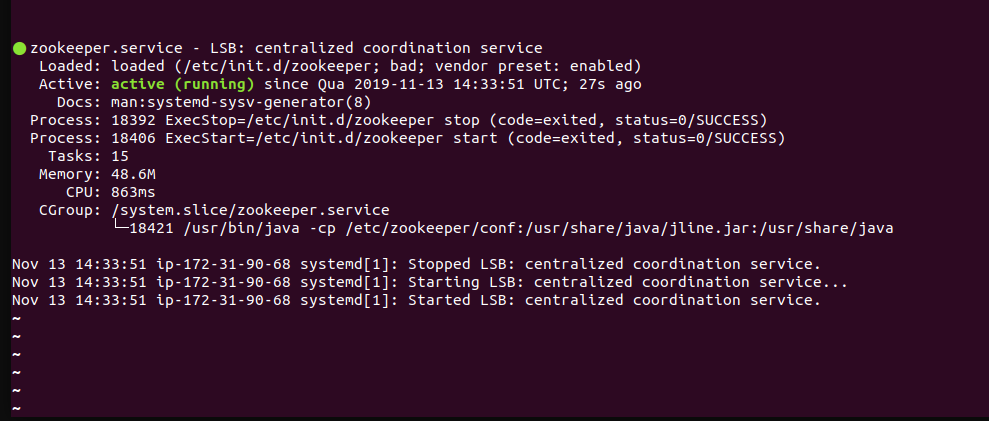 ● zookeeper.service - LSB: centralized coordination service
   Loaded: loaded (/etc/init.d/zookeeper; bad; vendor preset: enabled)
   Active: active (running) since Qua 2019-11-13 14:33:51 UTC; 27s ago
     Docs: man:systemd-sysv-generator(8)
  Process: 18392 ExecStop=/etc/init.d/zookeeper stop (code=exited, status=0/SUCCESS)
  Process: 18406 ExecStart=/etc/init.d/zookeeper start (code=exited, status=0/SUCCESS)
    Tasks: 15
   Memory: 48.6M
      CPU: 863ms
   CGroup: /system.slice/zookeeper.service
           └─18421 /usr/bin/java -cp /etc/zookeeper/conf:/usr/share/java/jline.jar:/usr/share/java

Nov 13 14:33:51 ip-172-31-90-68 systemd[1]: Stopped LSB: centralized coordination service.
Nov 13 14:33:51 ip-172-31-90-68 systemd[1]: Starting LSB: centralized coordination service...
Nov 13 14:33:51 ip-172-31-90-68 systemd[1]: Started LSB: centralized coordination service.
~
~
~
~
~
~